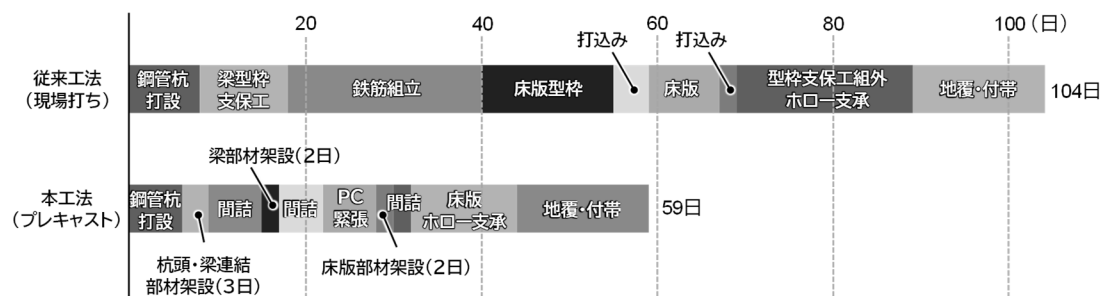 20 40 60 80 100（日）
打込み 打込み
従来工法
（現場打ち）
鋼管杭
打設
梁型枠
支保工
鉄筋組立
床版型枠
床版
型枠支保工組外
ホロー支承
地覆・付帯
104日
梁部材架設（2日）
本工法
（プレキャスト）
鋼管杭
打設
間詰
間詰
PC
緊張
間詰
床版
ホロー支承
地覆・付帯
59日
杭頭・梁連結
部材架設（3日）
床版部材架設（2日）